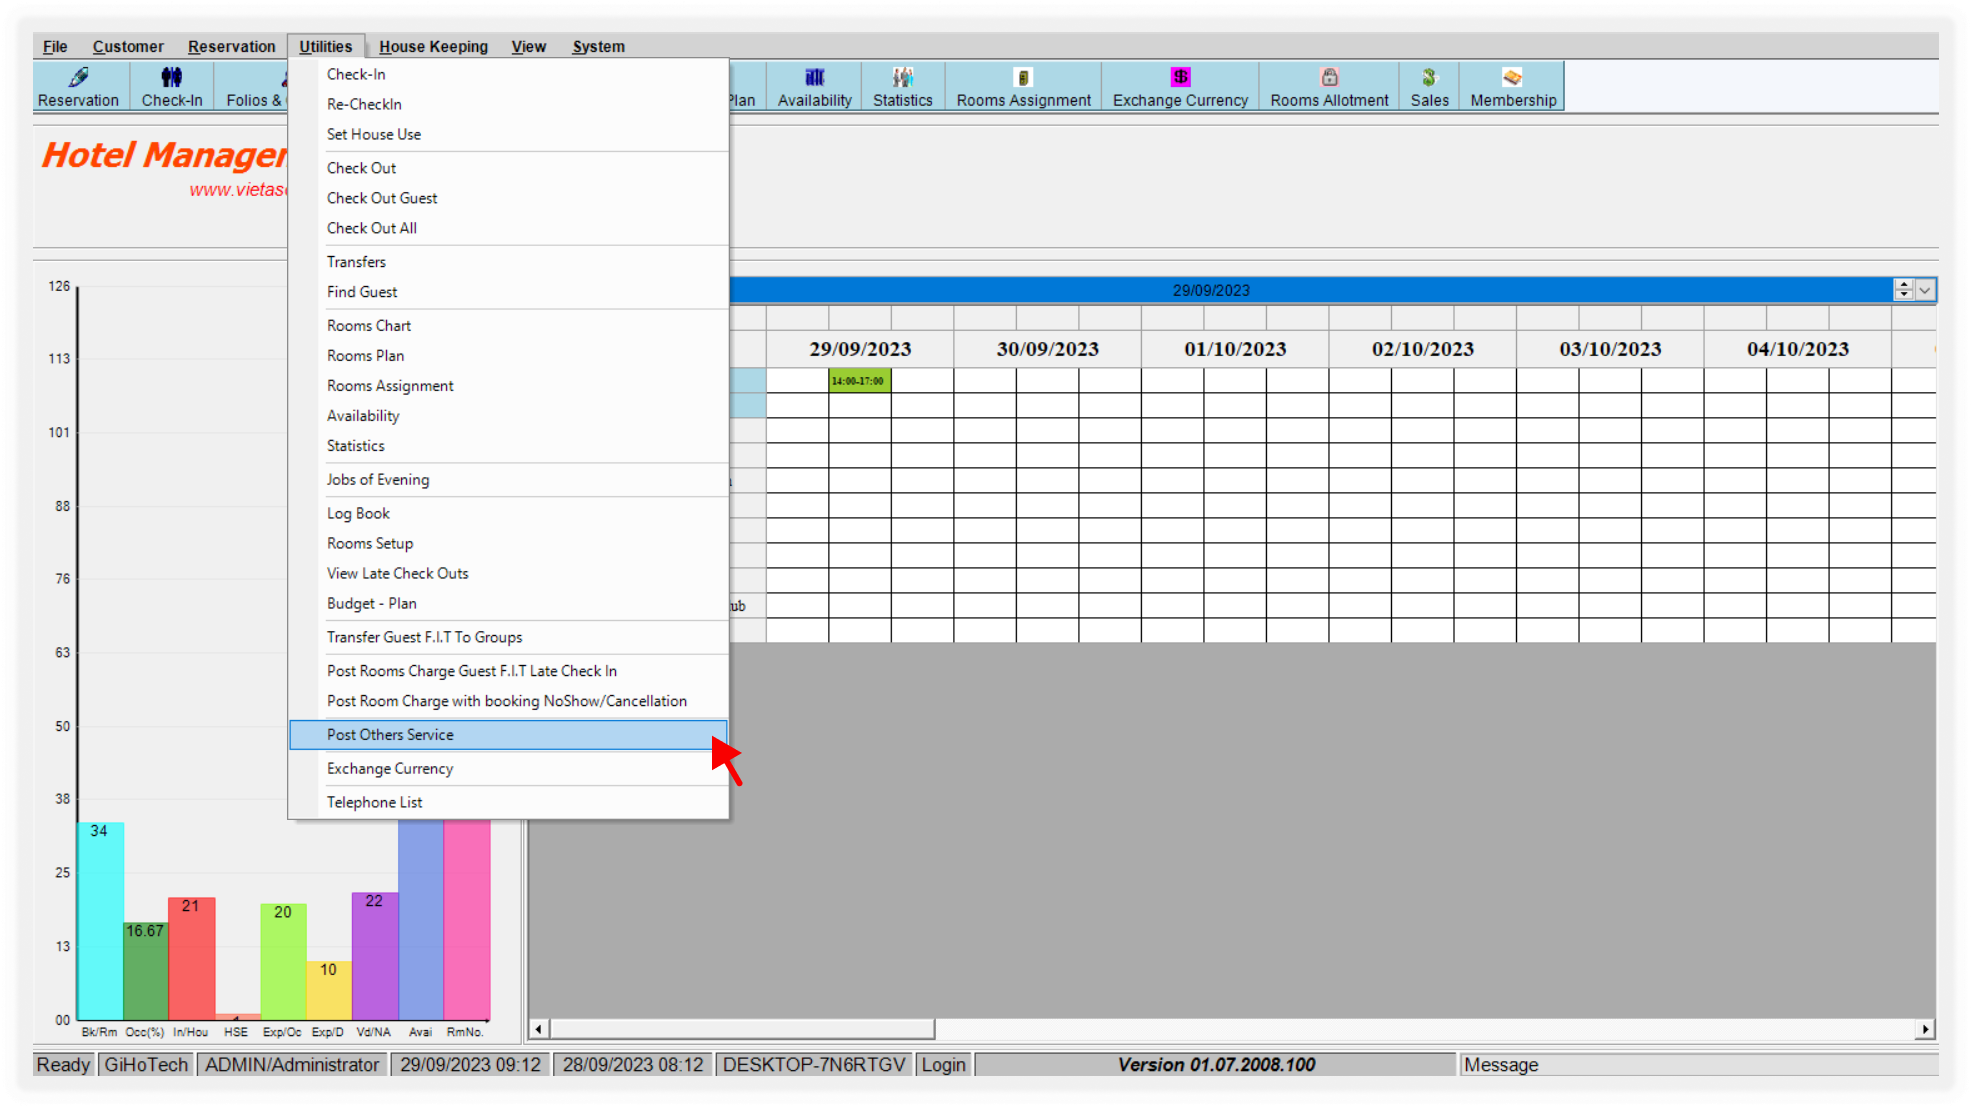 File Customer Reservation Utilities House Keeping View System
Reservation Check-In Folios & Plan Availability Statistics Rooms Assignment Exchange Currency Rooms Allotment Sales Membership
Hotel Manager
www.vietas
Check-In
Re-CheckIn
Set House Use
Check Out
Check Out Guest
Check Out All
Transfers
Find Guest
Rooms Chart
Rooms Plan
Rooms Assignment
Availability
Statistics
Jobs of Evening
Log Book
Rooms Setup
View Late Check Outs
Budget - Plan
Transfer Guest F.I.T To Groups
Post Rooms Charge Guest F.I.T Late Check In
Post Room Charge with booking NoShow/Cancellation
Post Others Service
Exchange Currency
Telephone List
29/09/2023
29/09/2023 30/09/2023 01/10/2023 02/10/2023 03/10/2023 04/10/2023
14:00-17:00
tub
126
113
101
88
76
63
50
38
25
13
00
34
16.67
21
20
10
22
Bk/Rm Occ(%) In/Hou HSE Exp/Oc Exp/D Vd/NA Avai RmNo.
Ready GiHoTech ADMIN/Administrator 29/09/2023 09:12 28/09/2023 08:12 DESKTOP-7N6RTGV Login Version 01.07.2008.100 Message